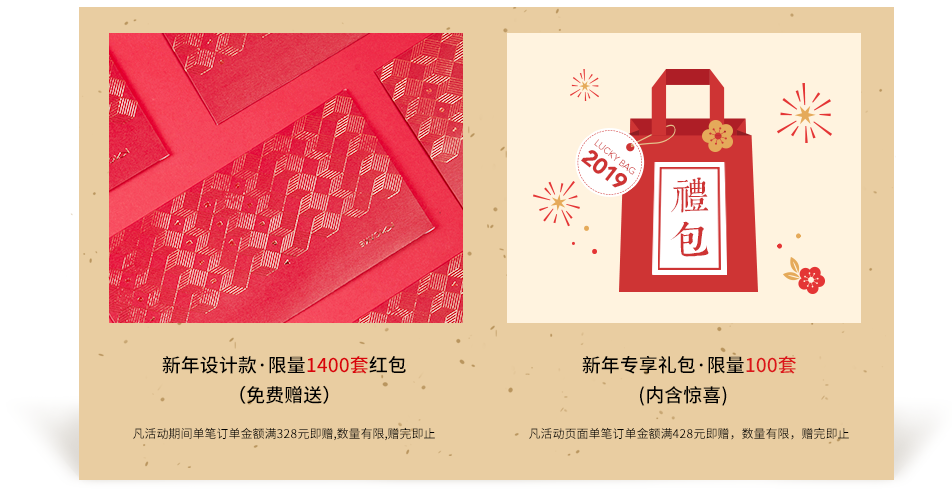 LUCKY BAG
2019
禮
包
新年设计款·限量1400套红包
（免费赠送）
凡活动期间单笔订单金额满328元即赠,数量有限,赠完即止
新年专享礼包·限量100套
(内含惊喜)
凡活动页面单笔订单金额满428元即赠，数量有限，赠完即止